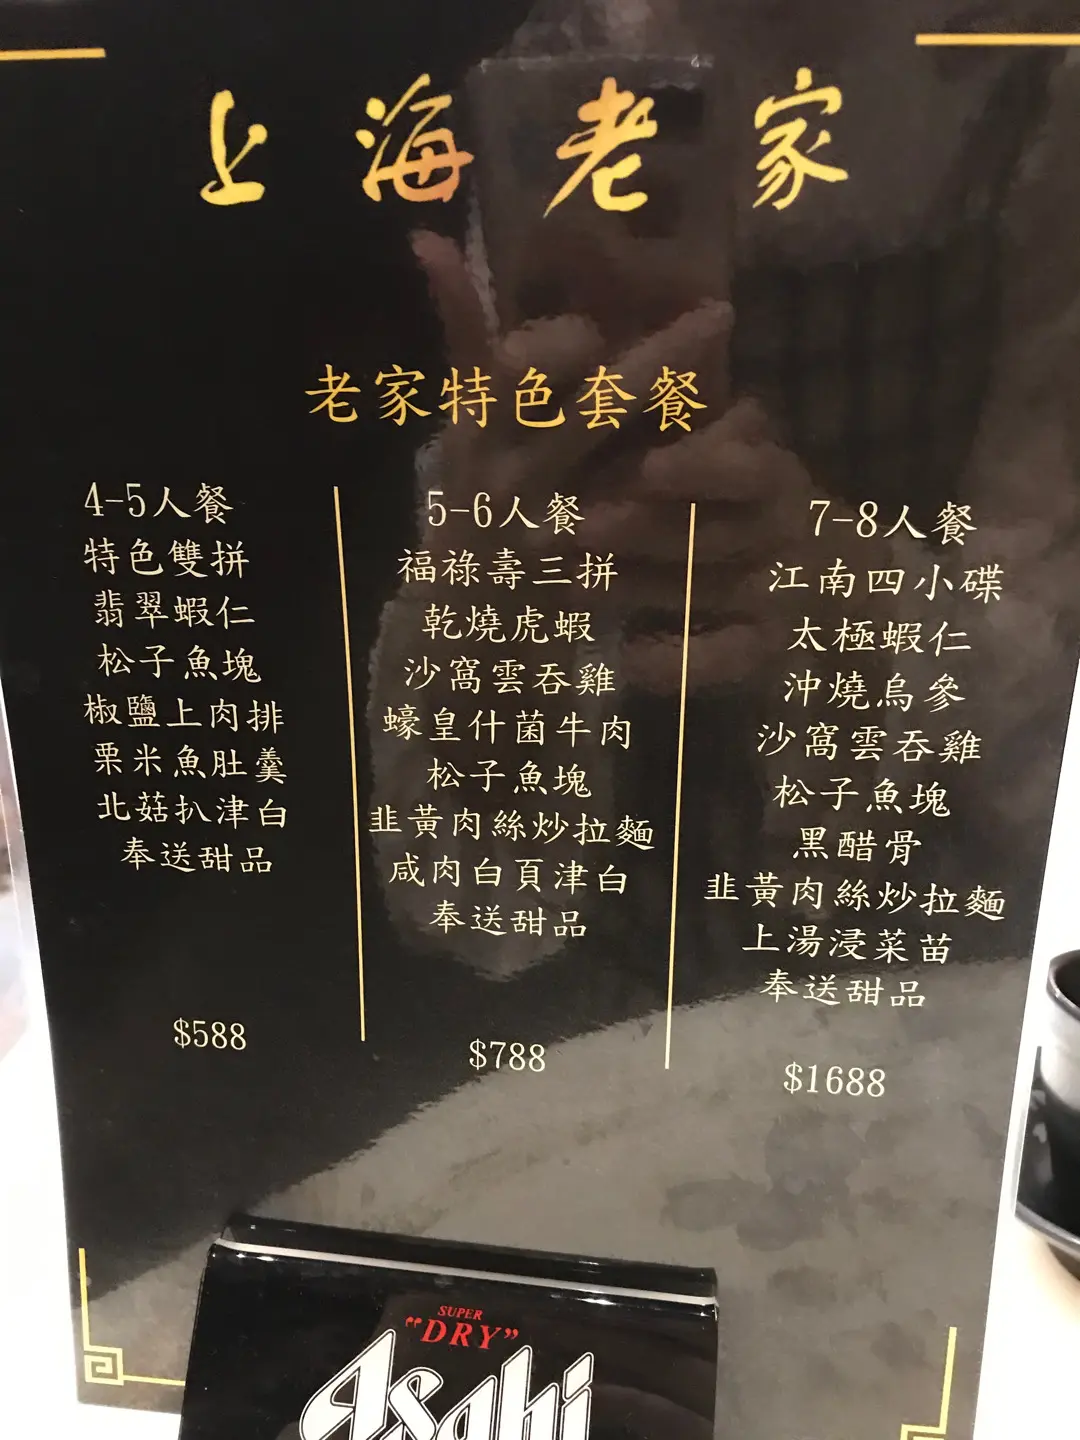 上海老家
老家特色套餐
4-5人餐
特色雙拼
翡翠蝦仁
松子魚塊
椒鹽上肉排
栗米魚肚羹
北菇扒津白
奉送甜品
$588
5-6人餐
福祿壽三拼
乾燒虎蝦
沙窩雲吞雞
蠔皇什菌牛肉
松子魚塊
韭黃肉絲炒拉麵
咸肉白頁津白
奉送甜品
$788
7-8人餐
江南四小碟
太極蝦仁
沖燒烏參
沙窩雲吞雞
松子魚塊
黑醋骨
韭黃肉絲炒拉麵
上湯浸菜苗
奉送甜品
$1688
SUPER
"DRY"
Asahi